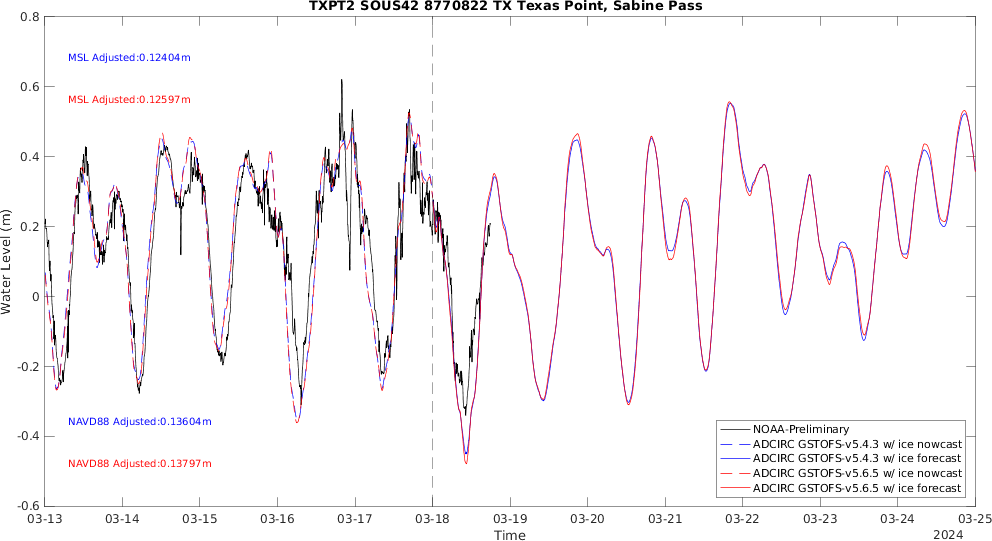 TXPT2 SOUS42 8770822 TX Texas Point, Sabine Pass
0.8
0.6
0.4
0.2
0
-0.2
-0.4
-0.6
Water Level (m)
MSL Adjusted:0.12404m
MSL Adjusted:0.12597m
NAVD88 Adjusted:0.13604m
NAVD88 Adjusted:0.13797m
NOAA-Preliminary
ADCIRC GSTOFS-v5.4.3 w/ ice nowcast
ADCIRC GSTOFS-v5.4.3 w/ ice forecast
ADCIRC GSTOFS-v5.6.5 w/ ice nowcast
ADCIRC GSTOFS-v5.6.5 w/ ice forecast
03-13 03-14 03-15 03-16 03-17 03-18 03-19 03-20 03-21 03-22 03-23 03-24 03-25
Time
2024